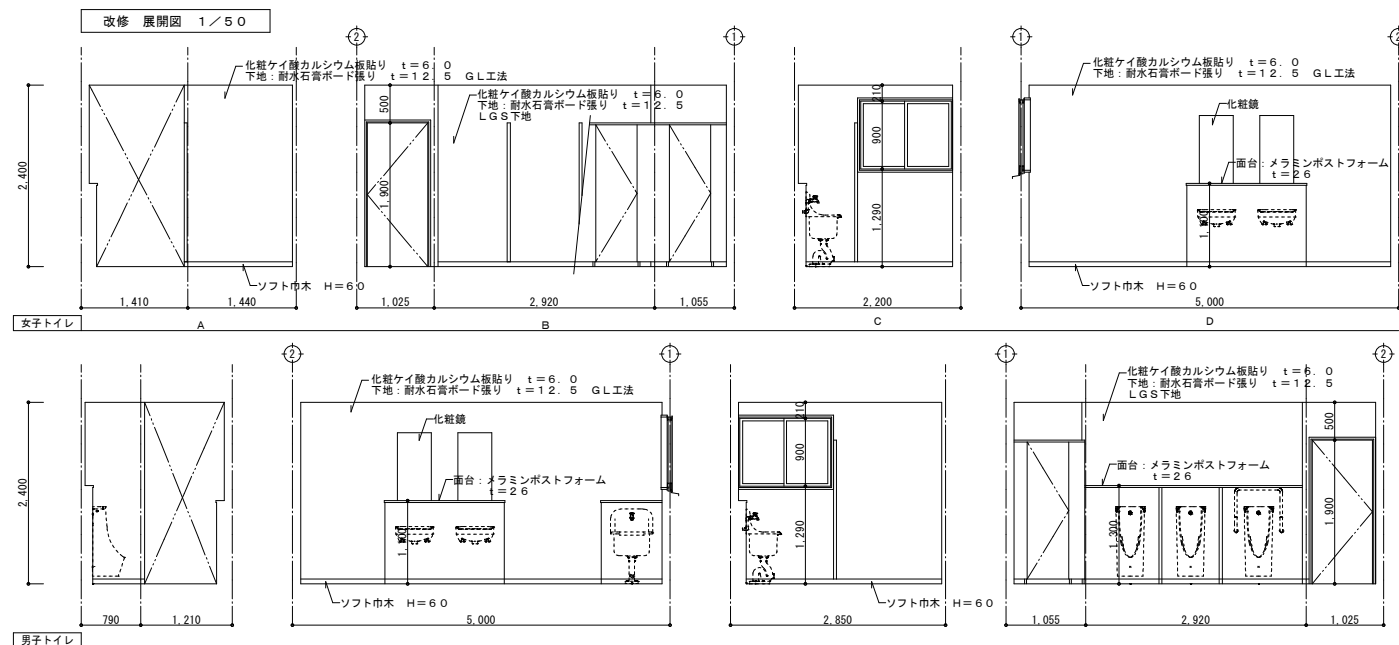 改修 展開図 1/50
② ① ① ②
化粧ケイ酸カルシウム板貼り t=6.0
下地:耐水石膏ボード張り t=12.5 GL工法
化粧ケイ酸カルシウム板貼り t=6.0
下地:耐水石膏ボード張り t=12.5
LGS下地
化粧ケイ酸カルシウム板貼り t=6.0
下地:耐水石膏ボード張り t=12.5 GL工法
化粧鏡
面台:メラミンポストフォーム
t=26
2,400
500
1,900
210
900
1,290
ソフト巾木 H=60
ソフト巾木 H=60
1,410 1,440 1,025 2,920 1,055 2,200 5,000
女子トイレ A B C D
② ① ① ②
化粧ケイ酸カルシウム板貼り t=6.0
下地:耐水石膏ボード張り t=12.5 GL工法
化粧鏡
面台:メラミンポストフォーム
t=26
化粧ケイ酸カルシウム板貼り t=6.0
下地:耐水石膏ボード張り t=12.5
LGS下地
面台:メラミンポストフォーム
t=26
2,400
210
900
1,290
1,300
500
1,900
ソフト巾木 H=60
ソフト巾木 H=60
790 1,210 5,000 2,850 1,055 2,920 1,025
男子トイレ